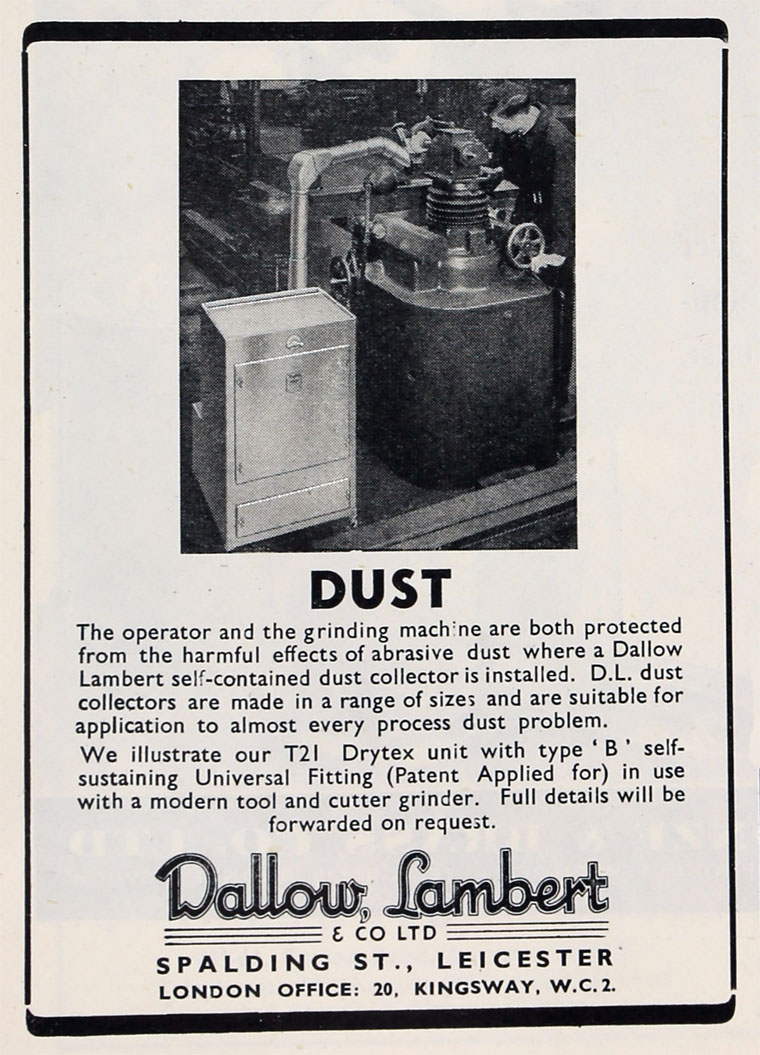 DUST
The operator and the grinding machine are both protected
from the harmful effects of abrasive dust where a Dallow
Lambert self-contained dust collector is installed. D.L. dust
collectors are made in a range of sizes and are suitable for
application to almost every process dust problem.
We illustrate our T21 Drytex unit with type ‘B’ self-
sustaining Universal Fitting (Patent Applied for) in use
with a modern tool and cutter grinder. Full details will be
forwarded on request.
Dallow, Lambert
& CO LTD
SPALDING ST., LEICESTER
LONDON OFFICE: 20, KINGSWAY, W.C.2.